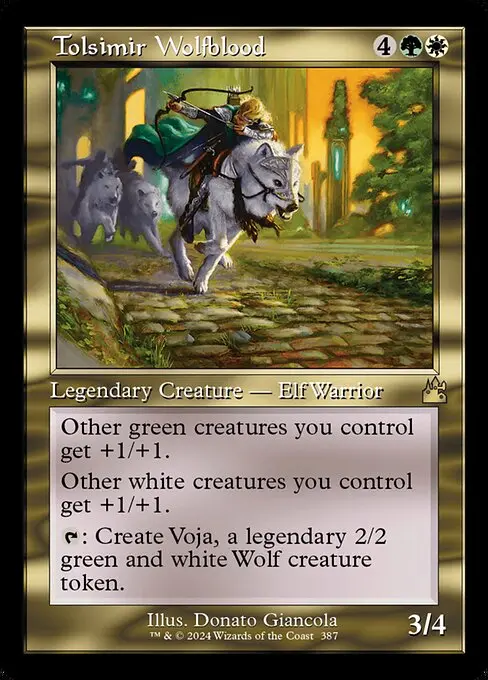 Tolsimir Wolfblood 4
Legendary Creature — Elf Warrior
Other green creatures you control
get +1/+1.
Other white creatures you control
get +1/+1.
: Create Voja, a legendary 2/2
green and white Wolf creature
token.
Illus. Donato Giancola
™ & © 2024 Wizards of the Coast 387
3/4